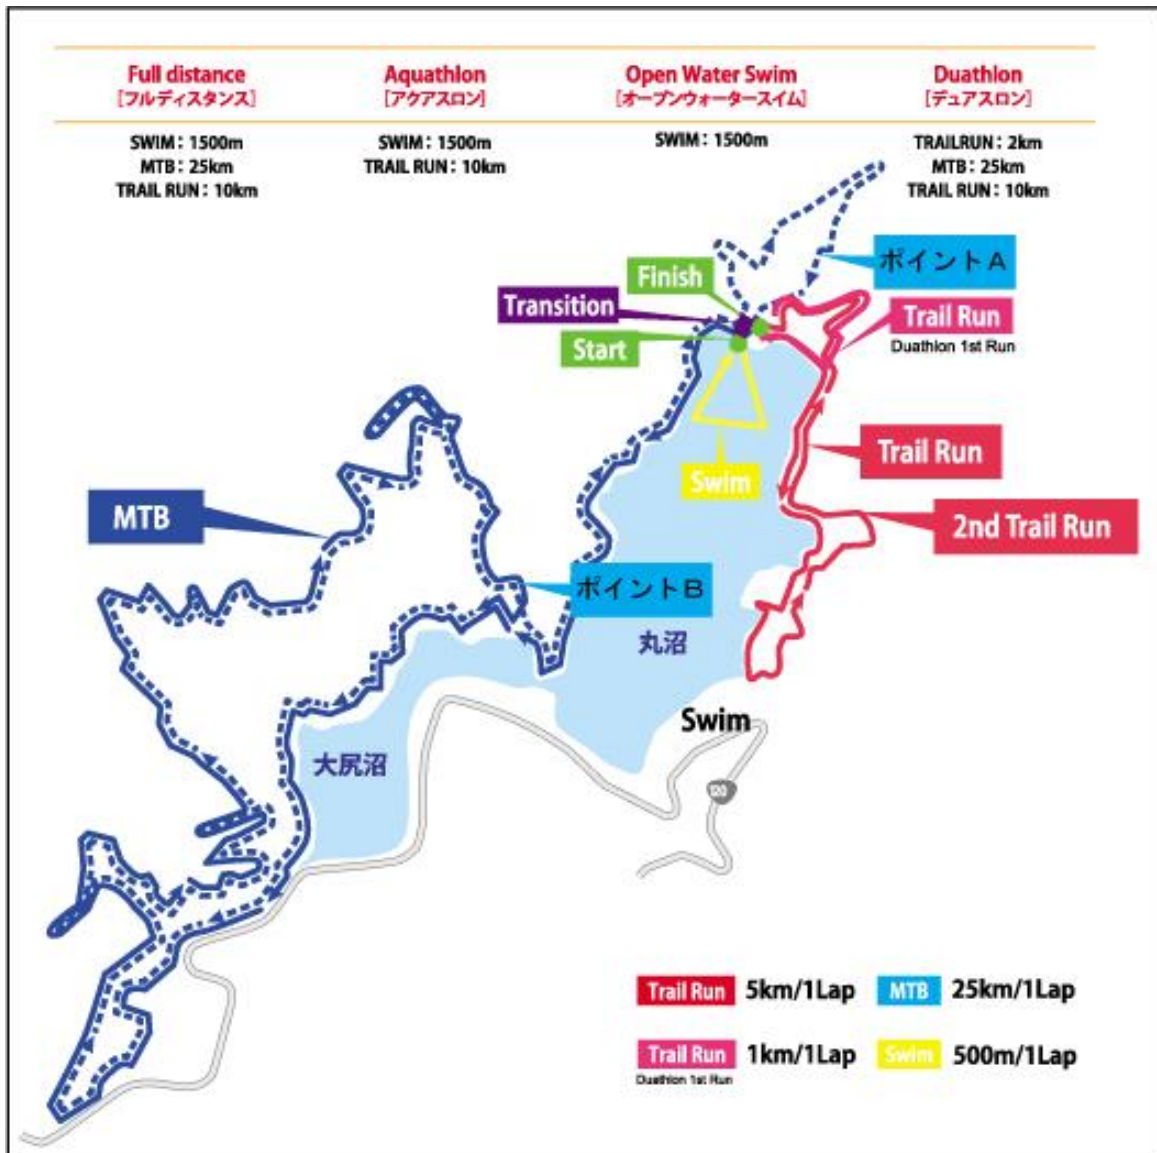 Full distance
[フルディスタンス]
SWIM：1500m
MTB：25km
TRAIL RUN：10km
Aquathlon
[アクアスロン]
SWIM：1500m
TRAIL RUN：10km
Open Water Swim
[オープンウォータースイム]
SWIM：1500m
Duathlon
[デュアスロン]
TRAILRUN：2km
MTB：25km
TRAIL RUN：10km
ポイントA
Finish
Transition
Start
Trail Run
Duathlon 1st Run
Trail Run
Swim
MTB
2nd Trail Run
ポイントB
丸沼
Swim
大尻沼
120
Trail Run 5km/1Lap
MTB 25km/1Lap
Trail Run 1km/1Lap
Duathlon 1st Run
Swim 500m/1Lap